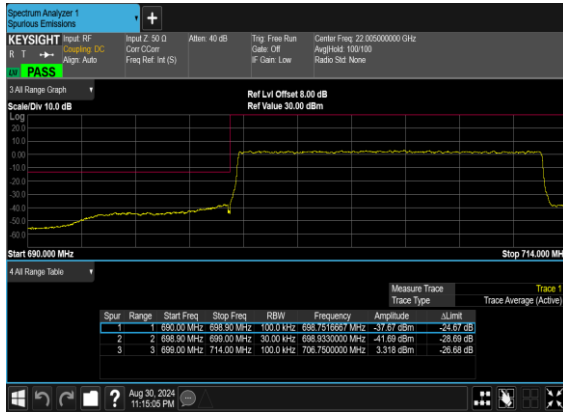 Spectrum Analyzer 1
Spurious Emissions
+
KEYSIGHT Input: RF Input Z: 50 Ω Atten: 40 dB Trig: Free Run Center Freq: 22.005000000 GHz
R T Coupling: DC Corr CCorr Gate: Off Avg|Hold: 100/100
Align: Auto Freq Ref: Int (S) IF Gain: Low Radio Std: None
PASS
3 All Range Graph
Ref Lvl Offset 8.00 dB
Scale/Div 10.0 dB Ref Value 30.00 dBm
Log
20.0
10.0
0.00
-10.0
-20.0
-30.0
-40.0
-50.0
-60.0
Start 690.000 MHz Stop 714.000 MH
4 All Range Table
Measure Trace Trace 1
Trace Type Trace Average (Active)
Spur Range Start Freq Stop Freq RBW Frequency Amplitude ΔLimit
1 1 690.00 MHz 698.90 MHz 100.0 kHz 698.7516667 MHz -37.67 dBm -24.67 dB
2 2 698.90 MHz 699.00 MHz 30.00 kHz 698.9330000 MHz -41.69 dBm -28.69 dB
3 3 699.00 MHz 714.00 MHz 100.0 kHz 706.7500000 MHz 3.318 dBm -26.68 dB
? Aug 30, 2024
11:15:05 PM